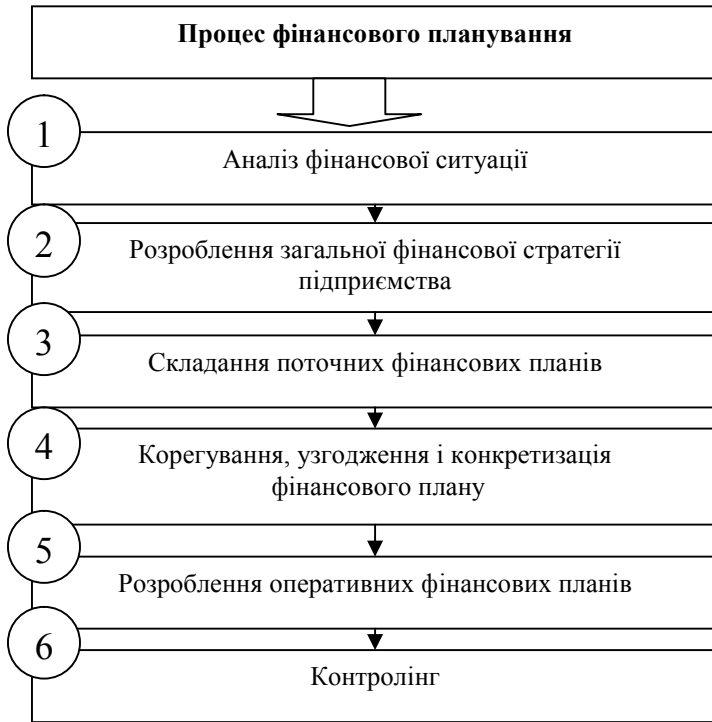 Процес фінансового планування
1
Аналіз фінансової ситуації
2
Розроблення загальної фінансової стратегії
підприємства
3
Складання поточних фінансових планів
4
Корегування, узгодження і конкретизація
фінансового плану
5
Розроблення оперативних фінансових планів
6
Контролінг